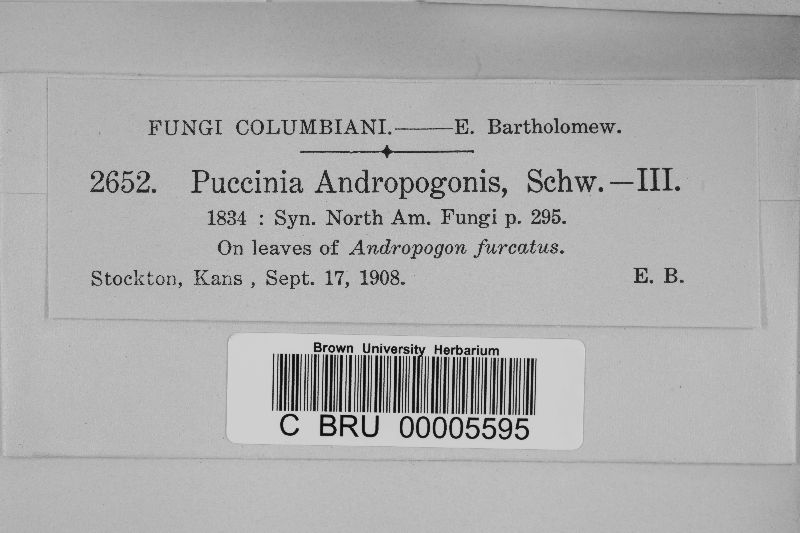 FUNGI COLUMBIANI.——E. Bartholomew.
2652. Puccinia Andropogonis, Schw.—III.
1834 : Syn. North Am. Fungi p. 295.
On leaves of Andropogon furcatus.
Stockton, Kans , Sept. 17, 1908. E. B.
Brown University Herbarium
C BRU 00005595